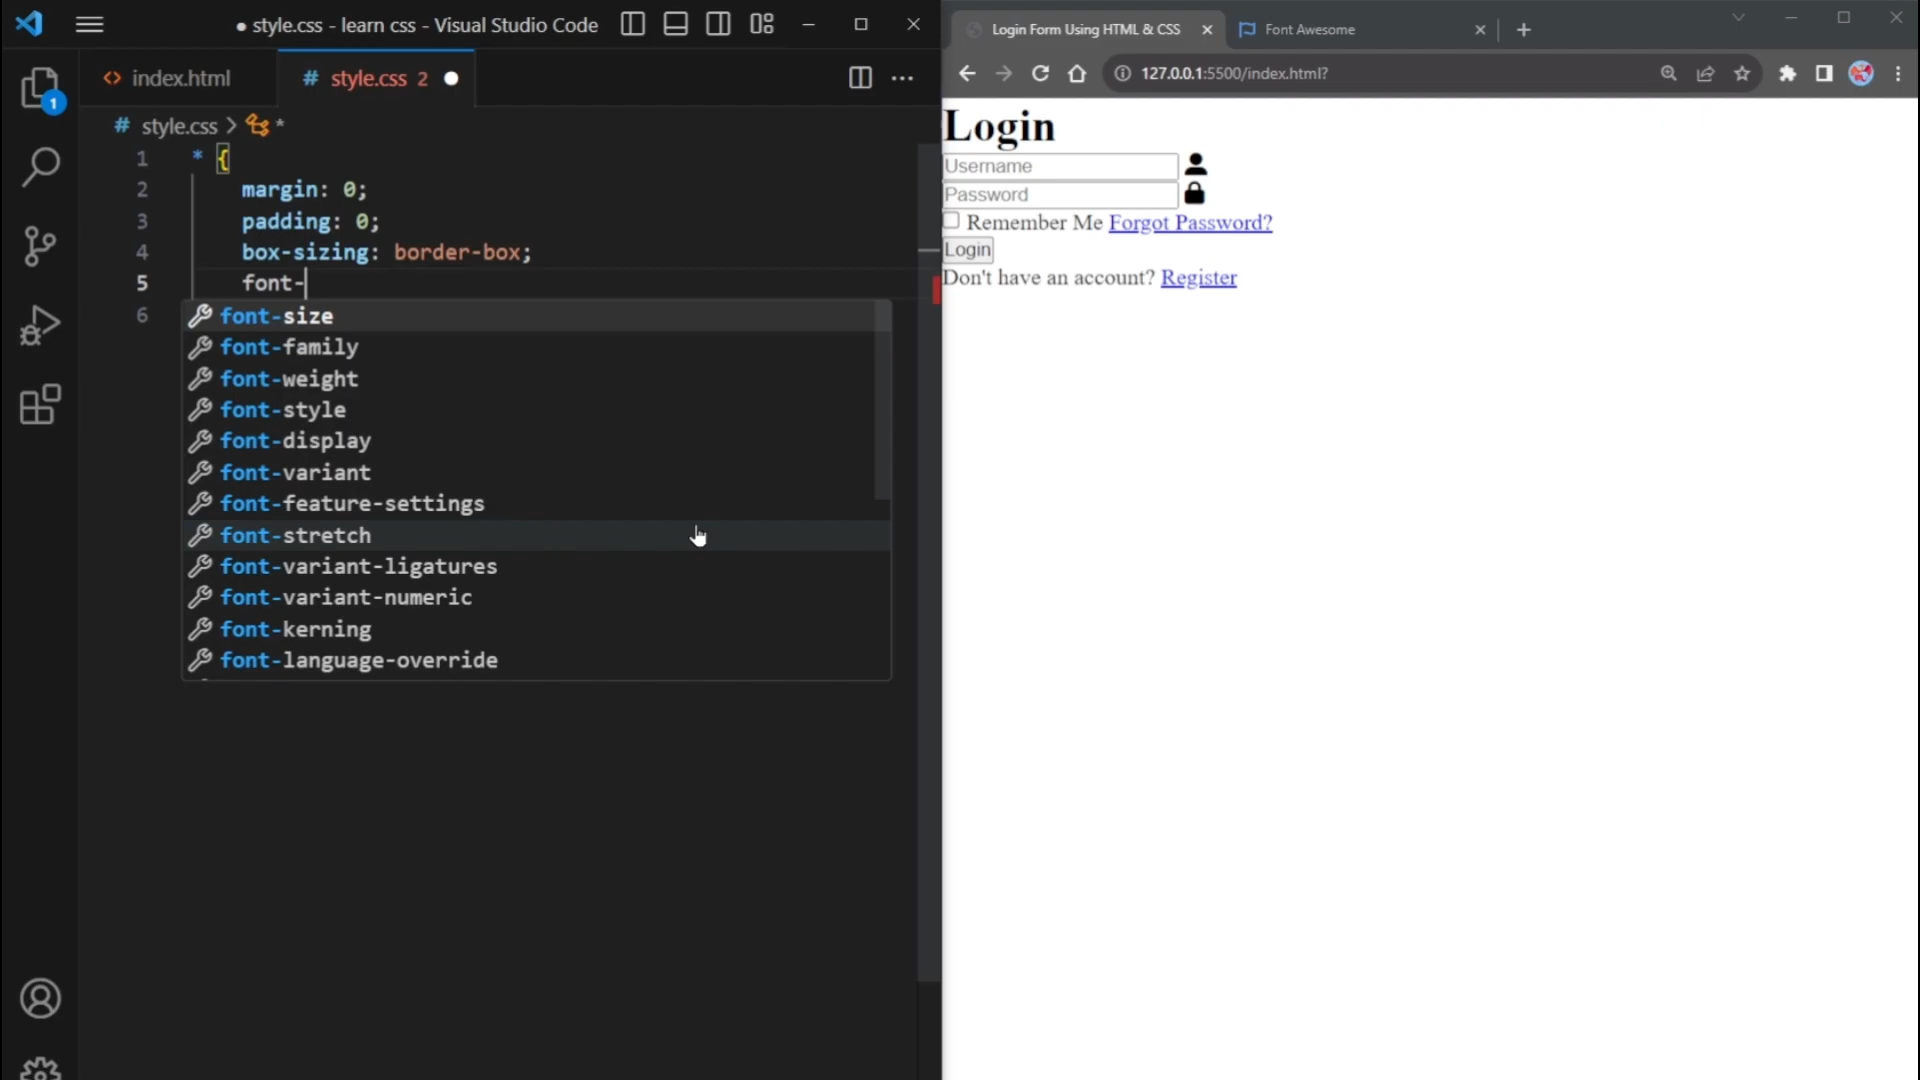 ● style.css - learn css - Visual Studio Code
index.html
# style.css 2
# style.css > *
1 * {
2 margin: 0;
3 padding: 0;
4 box-sizing: border-box;
5 font-
6
font-size
font-family
font-weight
font-style
font-display
font-variant
font-feature-settings
font-stretch
font-variant-ligatures
font-variant-numeric
font-kerning
font-language-override
1
Login Form Using HTML & CSS
Font Awesome
127.0.0.1:5500/index.html?
Login
Username
Password
Remember Me Forgot Password?
Login
Don't have an account? Register